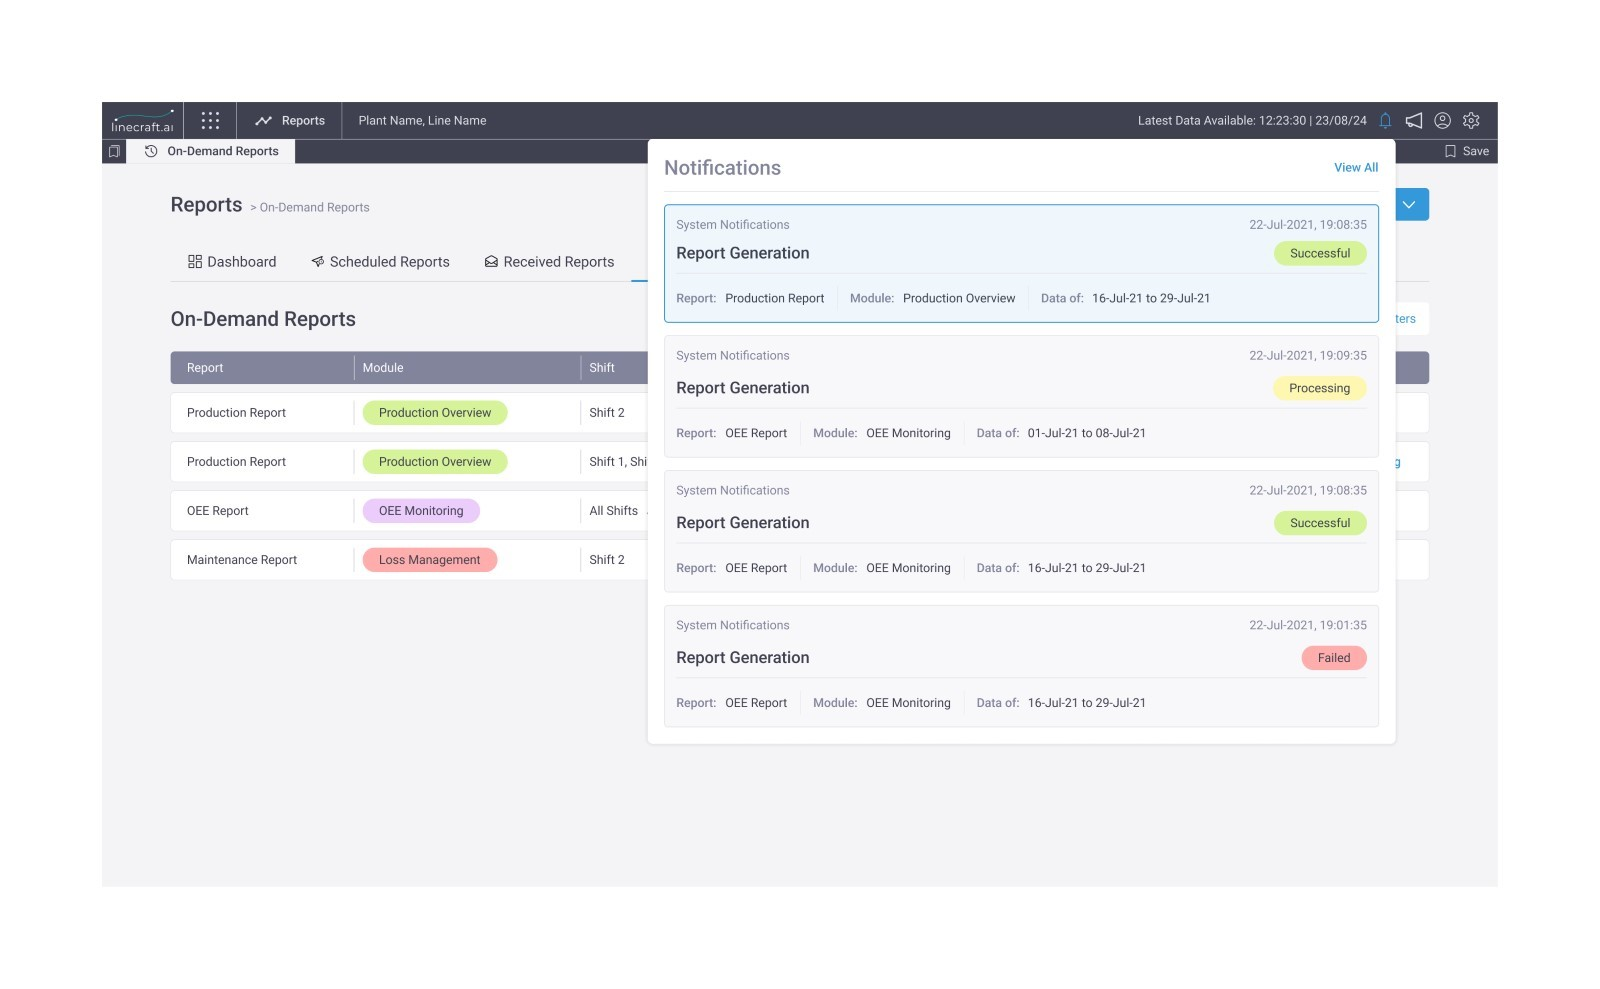 linecraft.ai
Reports
Plant Name, Line Name
Latest Data Available: 12:23:30 | 23/08/24
On-Demand Reports
Save
Reports > On-Demand Reports
Dashboard
Scheduled Reports
Received Reports
On-Demand Reports
Report Module Shift
Production Report Production Overview Shift 2
Production Report Production Overview Shift 1, Shi
OEE Report OEE Monitoring All Shifts
Maintenance Report Loss Management Shift 2
Notifications
View All
System Notifications 22-Jul-2021, 19:08:35
Report Generation Successful
Report: Production Report Module: Production Overview Data of: 16-Jul-21 to 29-Jul-21
System Notifications 22-Jul-2021, 19:09:35
Report Generation Processing
Report: OEE Report Module: OEE Monitoring Data of: 01-Jul-21 to 08-Jul-21
System Notifications 22-Jul-2021, 19:08:35
Report Generation Successful
Report: OEE Report Module: OEE Monitoring Data of: 16-Jul-21 to 29-Jul-21
System Notifications 22-Jul-2021, 19:01:35
Report Generation Failed
Report: OEE Report Module: OEE Monitoring Data of: 16-Jul-21 to 29-Jul-21
ters
g